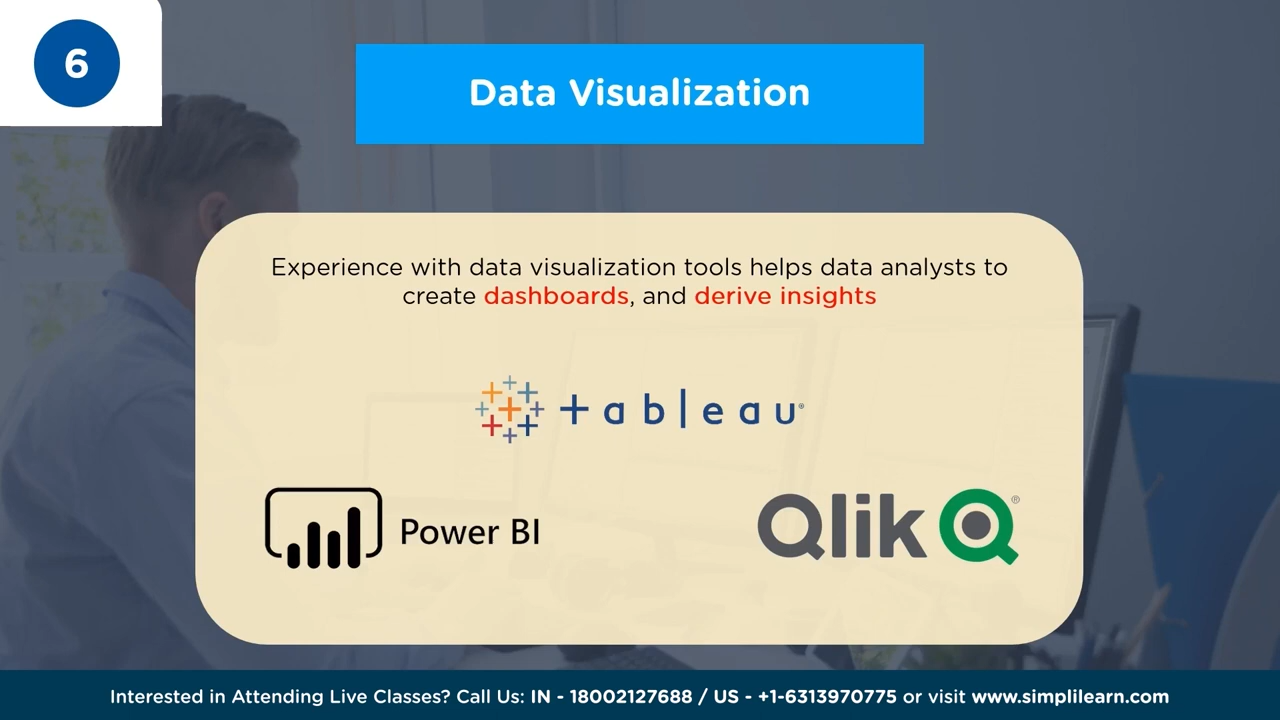 6
Data Visualization
Experience with data visualization tools helps data analysts to
create dashboards, and derive insights
+ableau®
Power BI
Qlik Q®
Interested in Attending Live Classes? Call Us: IN - 18002127688 / US - +1-6313970775 or visit www.simplilearn.com